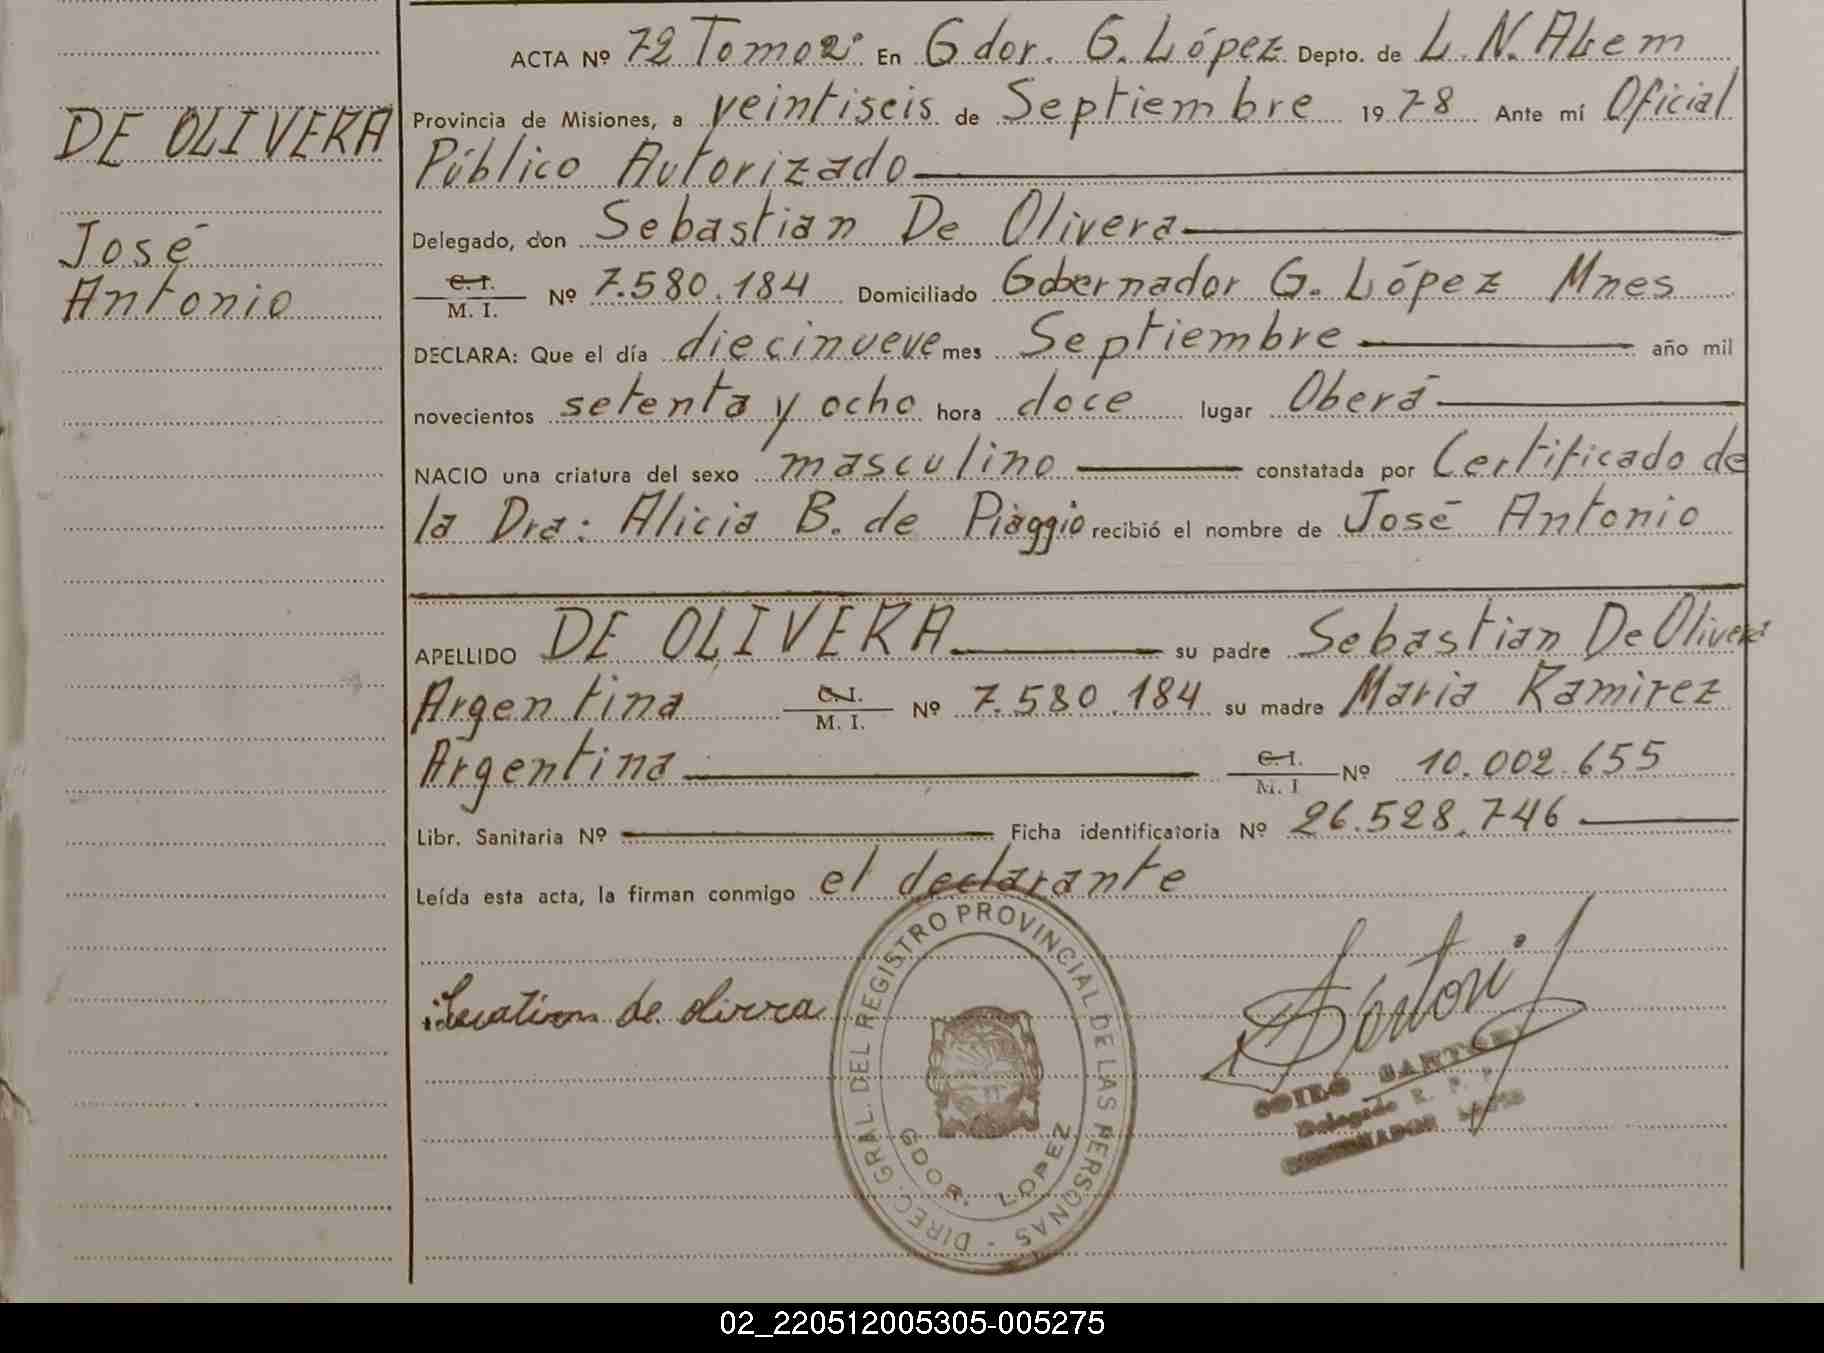 DE OLIVERA
José
Antonio
ACTA Nº 72 Tomo 2º En Gdor. G. López Depto. de L. N. Alem
Provincia de Misiones, a veintiseis de Septiembre 1978 Ante mí Oficial
Público Autorizado
Delegado, don Sebastian De Olivera
C. I.
M. I. Nº 7.580.184 Domiciliado Gobernador G. López Mnes
DECLARA: Que el día diecinueve mes Septiembre año mil
novecientos setenta y ocho hora doce lugar Oberá
NACIO una criatura del sexo masculino constatada por Certificado de
la Dra: Alicia B. de Piaggio recibió el nombre de José Antonio
APELLIDO DE OLIVERA su padre Sebastian De Olivera
Argentina C. I. M. I. Nº 7.580.184 su madre Maria Ramirez
Argentina C. I. M. I Nº 10.002.655
Libr. Sanitaria Nº Ficha identificatoria Nº 26.528.746
Leída esta acta, la firman conmigo el declarante
de
DIREC. GRAL. DEL REGISTRO PROVINCIAL DE LAS PERSONAS -
GDOR. LOPEZ
Delegado R. P. P.
02_220512005305-005275